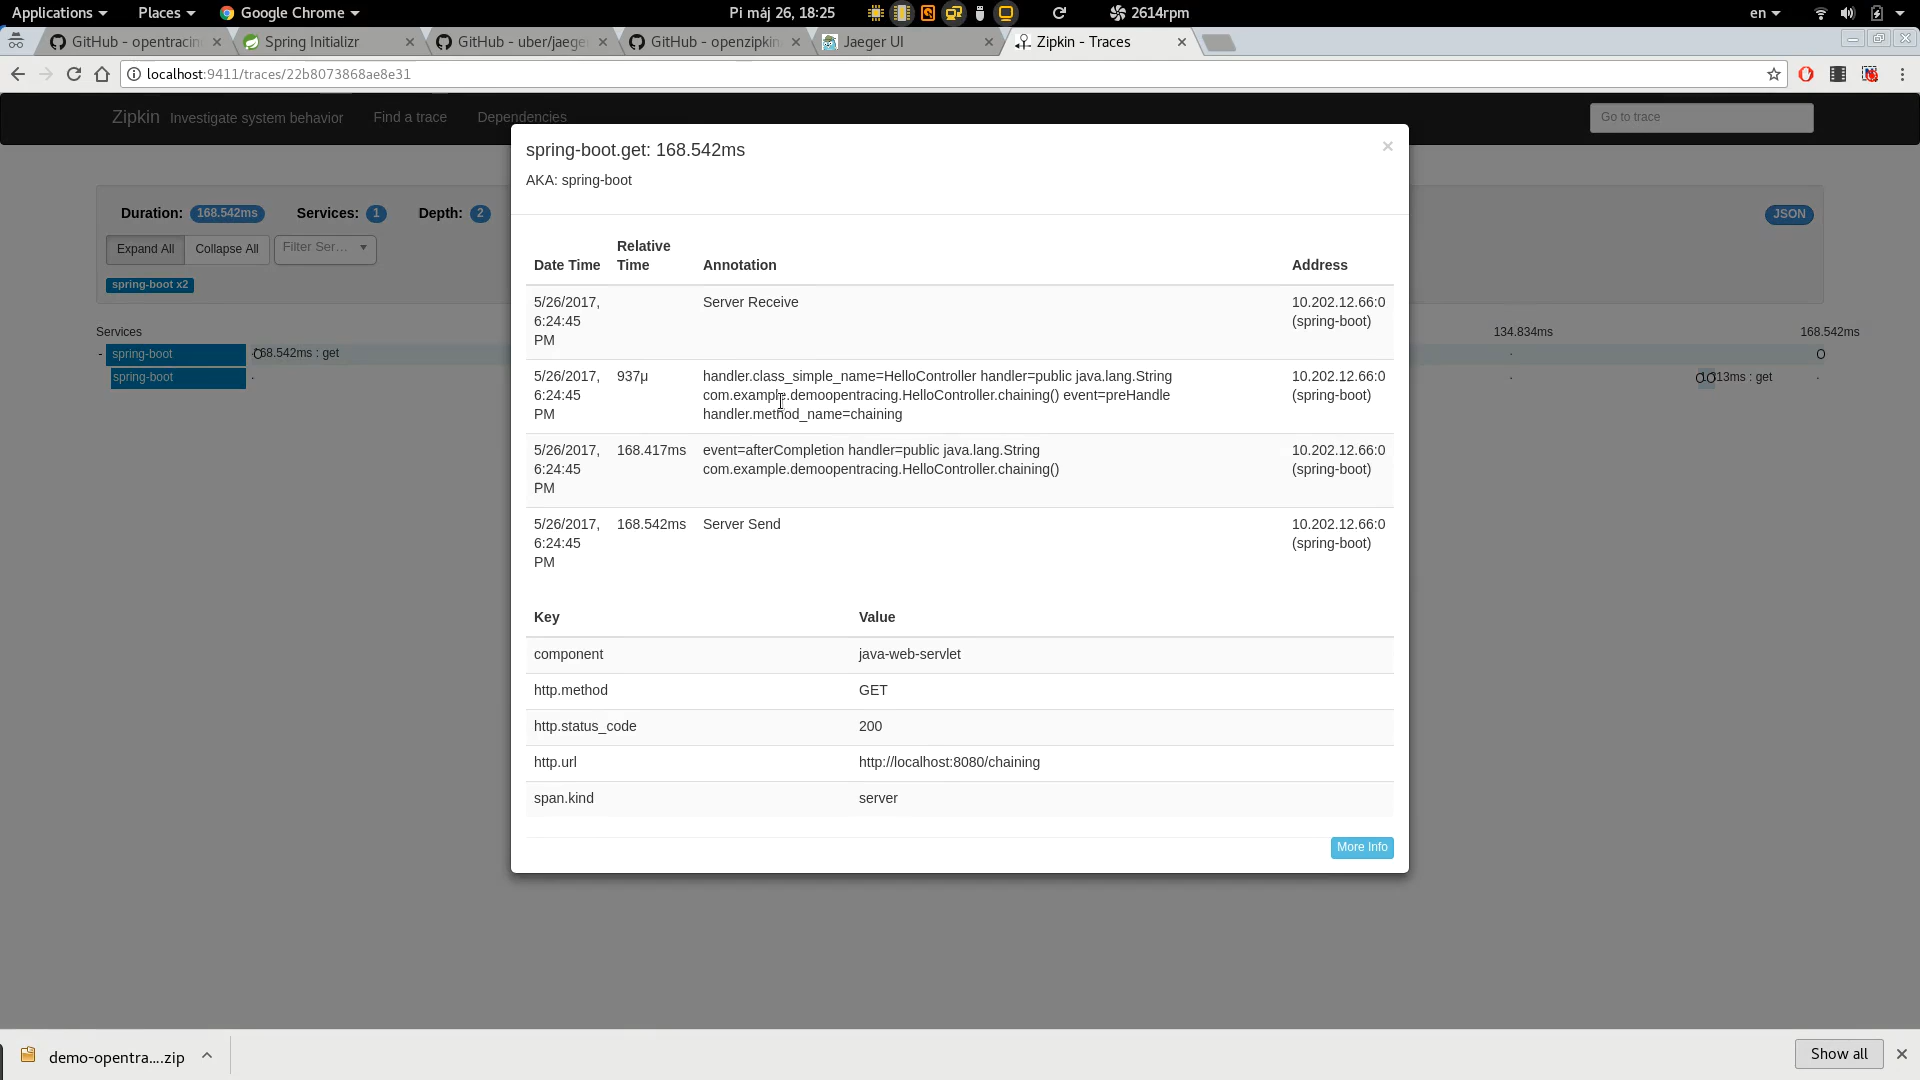 Applications Places Google Chrome Pi máj 26, 18:25 2614rpm en
GitHub - opentracin Spring Initializr GitHub - uber/jaege GitHub - openzipkin Jaeger UI Zipkin - Traces
localhost:9411/traces/22b8073868ae8e31
Zipkin Investigate system behavior Find a trace Dependencies Go to trace
spring-boot.get: 168.542ms ×
AKA: spring-boot
Duration: 168.542ms Services: 1 Depth: 2 JSON
Expand All Collapse All Filter Ser...
spring-boot x2
Services 134.834ms 168.542ms
- spring-boot 168.542ms : get
spring-boot 13ms : get
Date Time Relative Time Annotation Address
5/26/2017, 6:24:45 PM Server Receive 10.202.12.66:0 (spring-boot)
5/26/2017, 6:24:45 PM 937μ handler.class_simple_name=HelloController handler=public java.lang.String
com.example.demoopentracing.HelloController.chaining() event=preHandle
handler.method_name=chaining 10.202.12.66:0 (spring-boot)
5/26/2017, 6:24:45 PM 168.417ms event=afterCompletion handler=public java.lang.String
com.example.demoopentracing.HelloController.chaining() 10.202.12.66:0 (spring-boot)
5/26/2017, 6:24:45 PM 168.542ms Server Send 10.202.12.66:0 (spring-boot)
Key Value
component java-web-servlet
http.method GET
http.status_code 200
http.url http://localhost:8080/chaining
span.kind server
More Info
demo-opentra....zip Show all